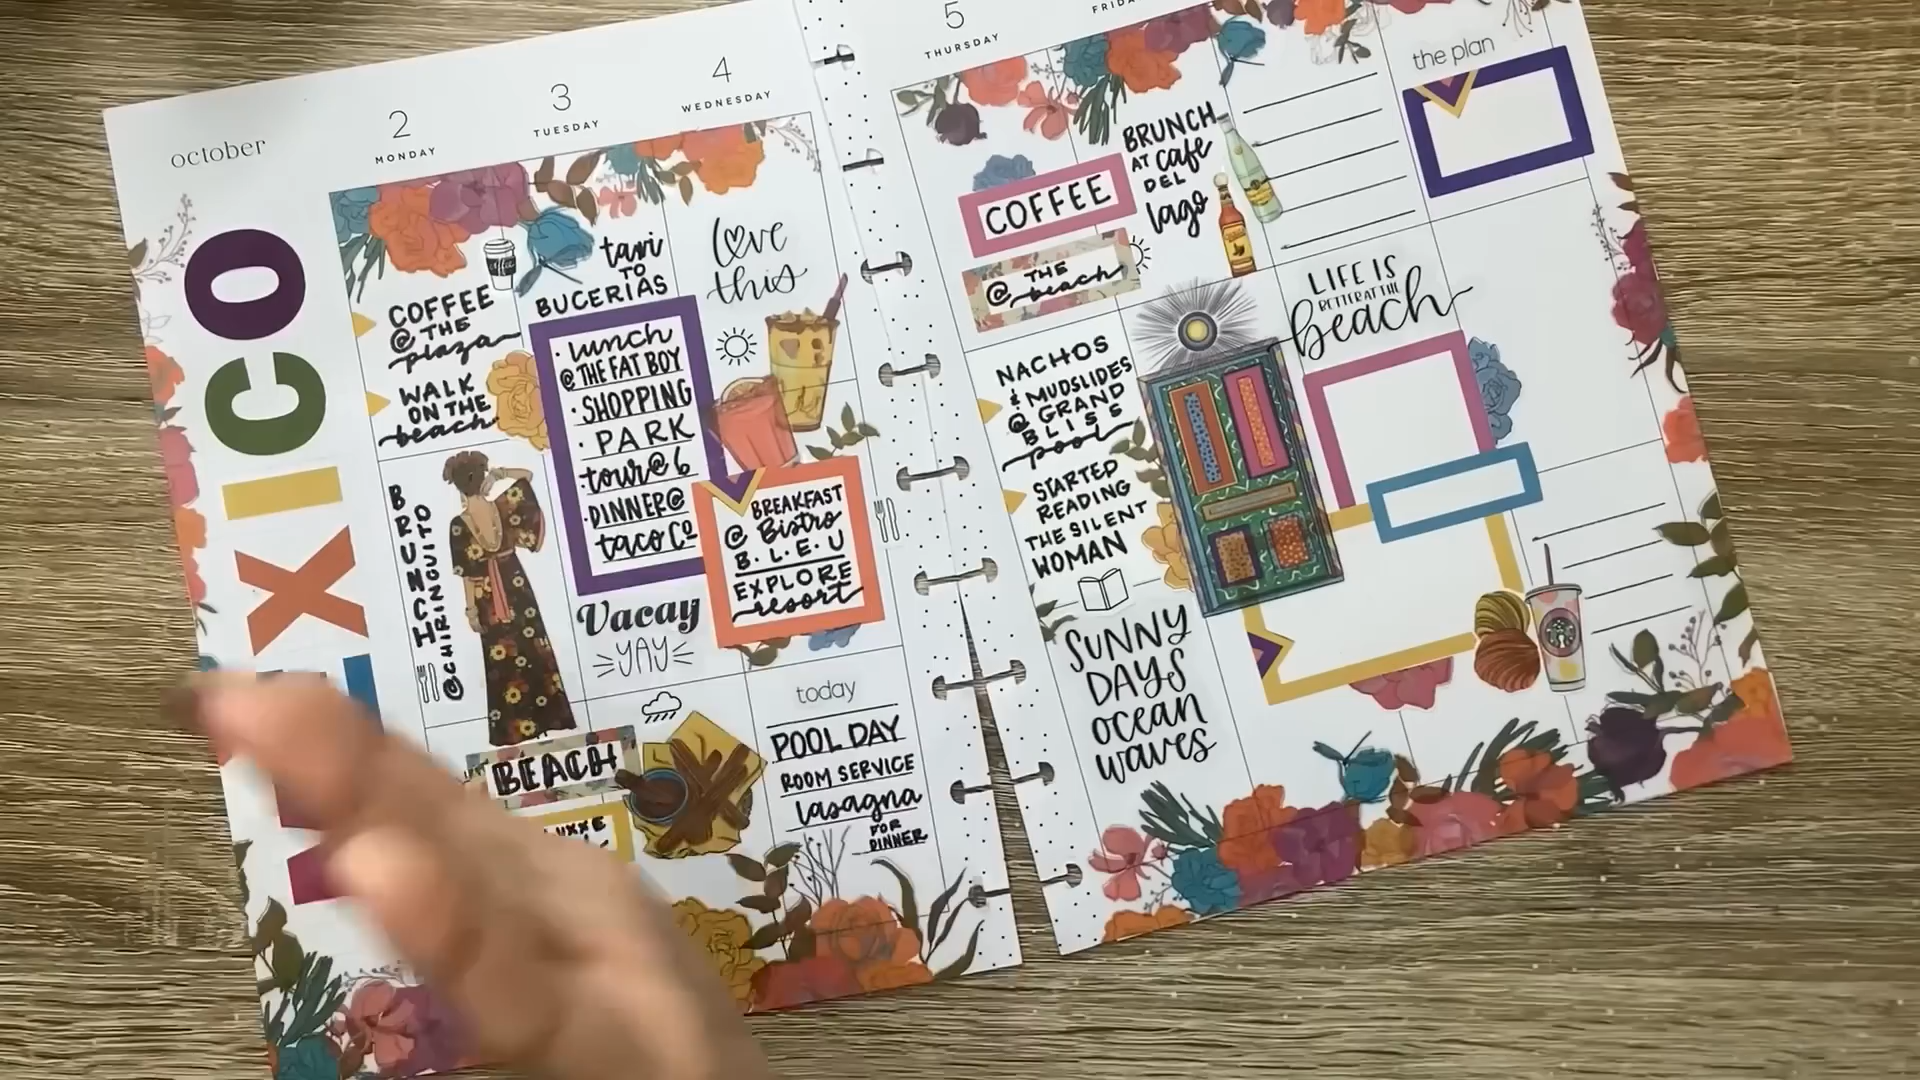 october
2
MONDAY
3
TUESDAY
4
WEDNESDAY
5
THURSDAY
the plan
EXICO
COFFEE
@ THE
plaza
WALK
ON THE
beach
BRUNCH
@CHIRINGUITO
taxi
TO
BUCERIAS
· lunch
@ THE FAT BOY
· SHOPPING
· PARK
tour@6
· DINNER@
taco Co
Vacay
YAY
BEACH
love
this
BREAKFAST
@ Bistro
B.L.E.U
EXPLORE
resort
today
POOL DAY
ROOM SERVICE
lasagna
FOR
DINNER
COFFEE
@ THE
beach
NACHOS
& MUDSLIDES
@ GRAND
BLISS
pool
STARTED
READING
THE SILENT
WOMAN
SUNNY
DAYS
ocean
waves
BRUNCH
AT Cafe
DEL
lago
LIFE IS
BETTER AT THE
beach